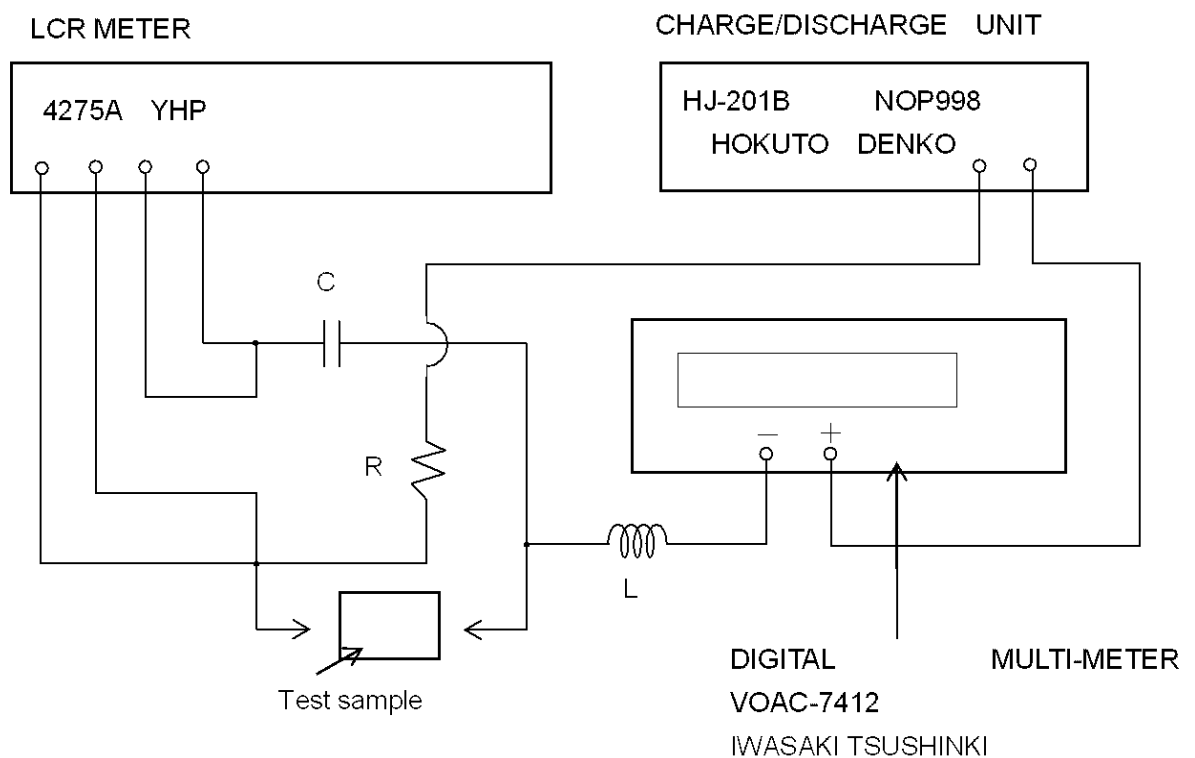 LCR METER
CHARGE/DISCHARGE UNIT
4275A YHP
HJ-201B NOP998
HOKUTO DENKO
C
R
− +
L
Test sample
DIGITAL MULTI-METER
VOAC-7412
IWASAKI TSUSHINKI